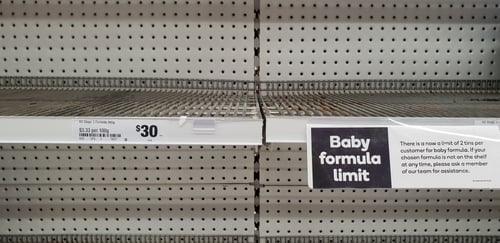 $3.33 per 100g
$30
Baby
formula
limit
There is now a limit of 2 tins per
customer for baby formula. If your
chosen formula is not on the shelf
at any time, please ask a member
of our team for assistance.